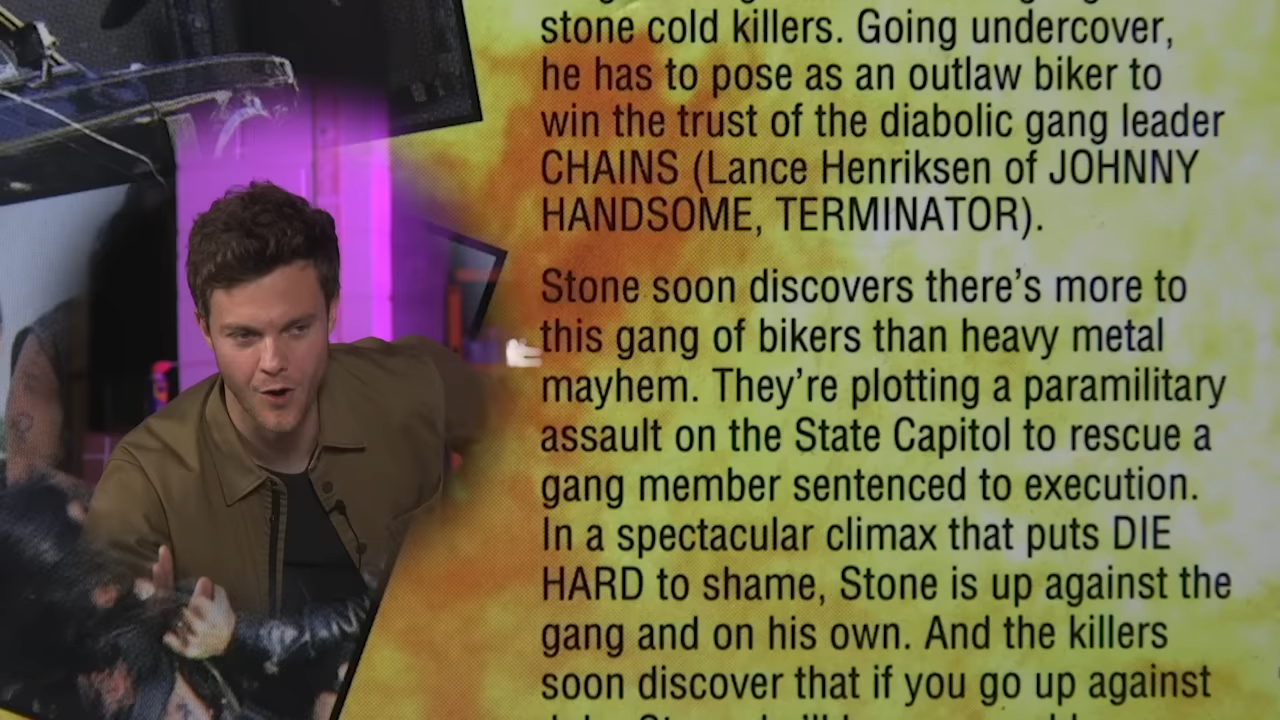 stone cold killers. Going undercover,
he has to pose as an outlaw biker to
win the trust of the diabolic gang leader
CHAINS (Lance Henriksen of JOHNNY
HANDSOME, TERMINATOR).
Stone soon discovers there's more to
this gang of bikers than heavy metal
mayhem. They're plotting a paramilitary
assault on the State Capitol to rescue a
gang member sentenced to execution.
In a spectacular climax that puts DIE
HARD to shame, Stone is up against the
gang and on his own. And the killers
soon discover that if you go up against